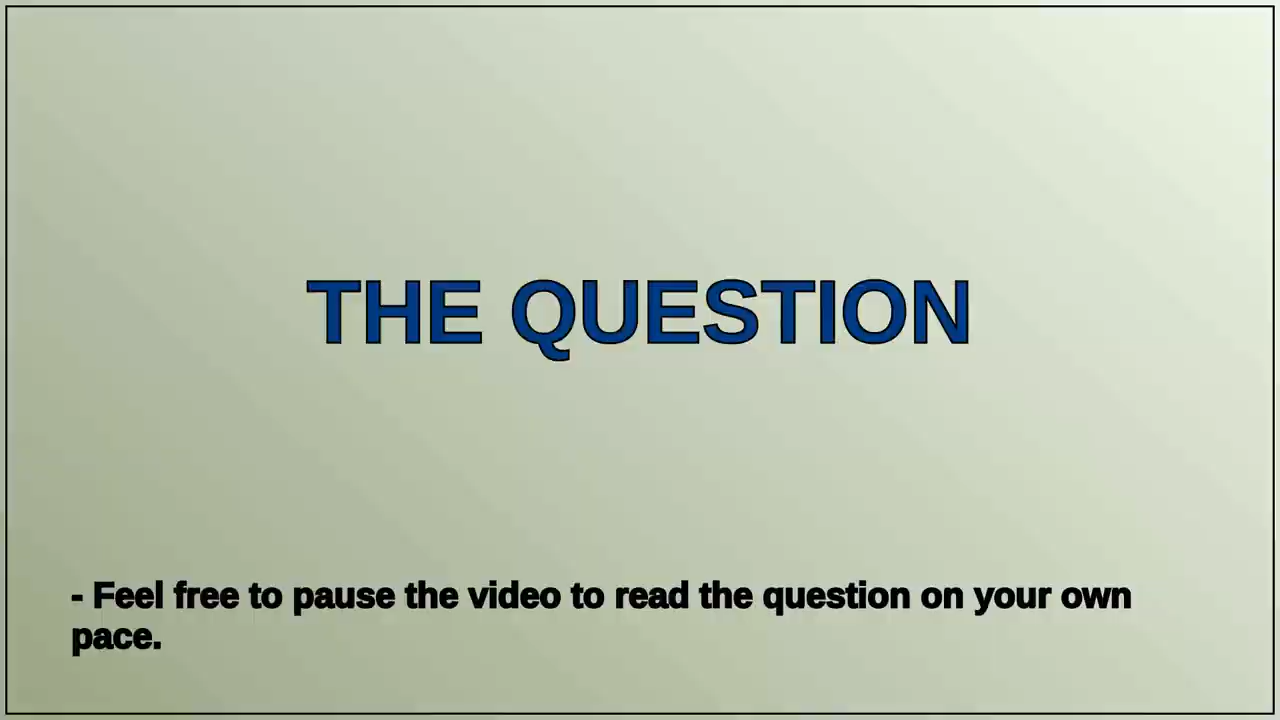 THE QUESTION
- Feel free to pause the video to read the question on your own
pace.